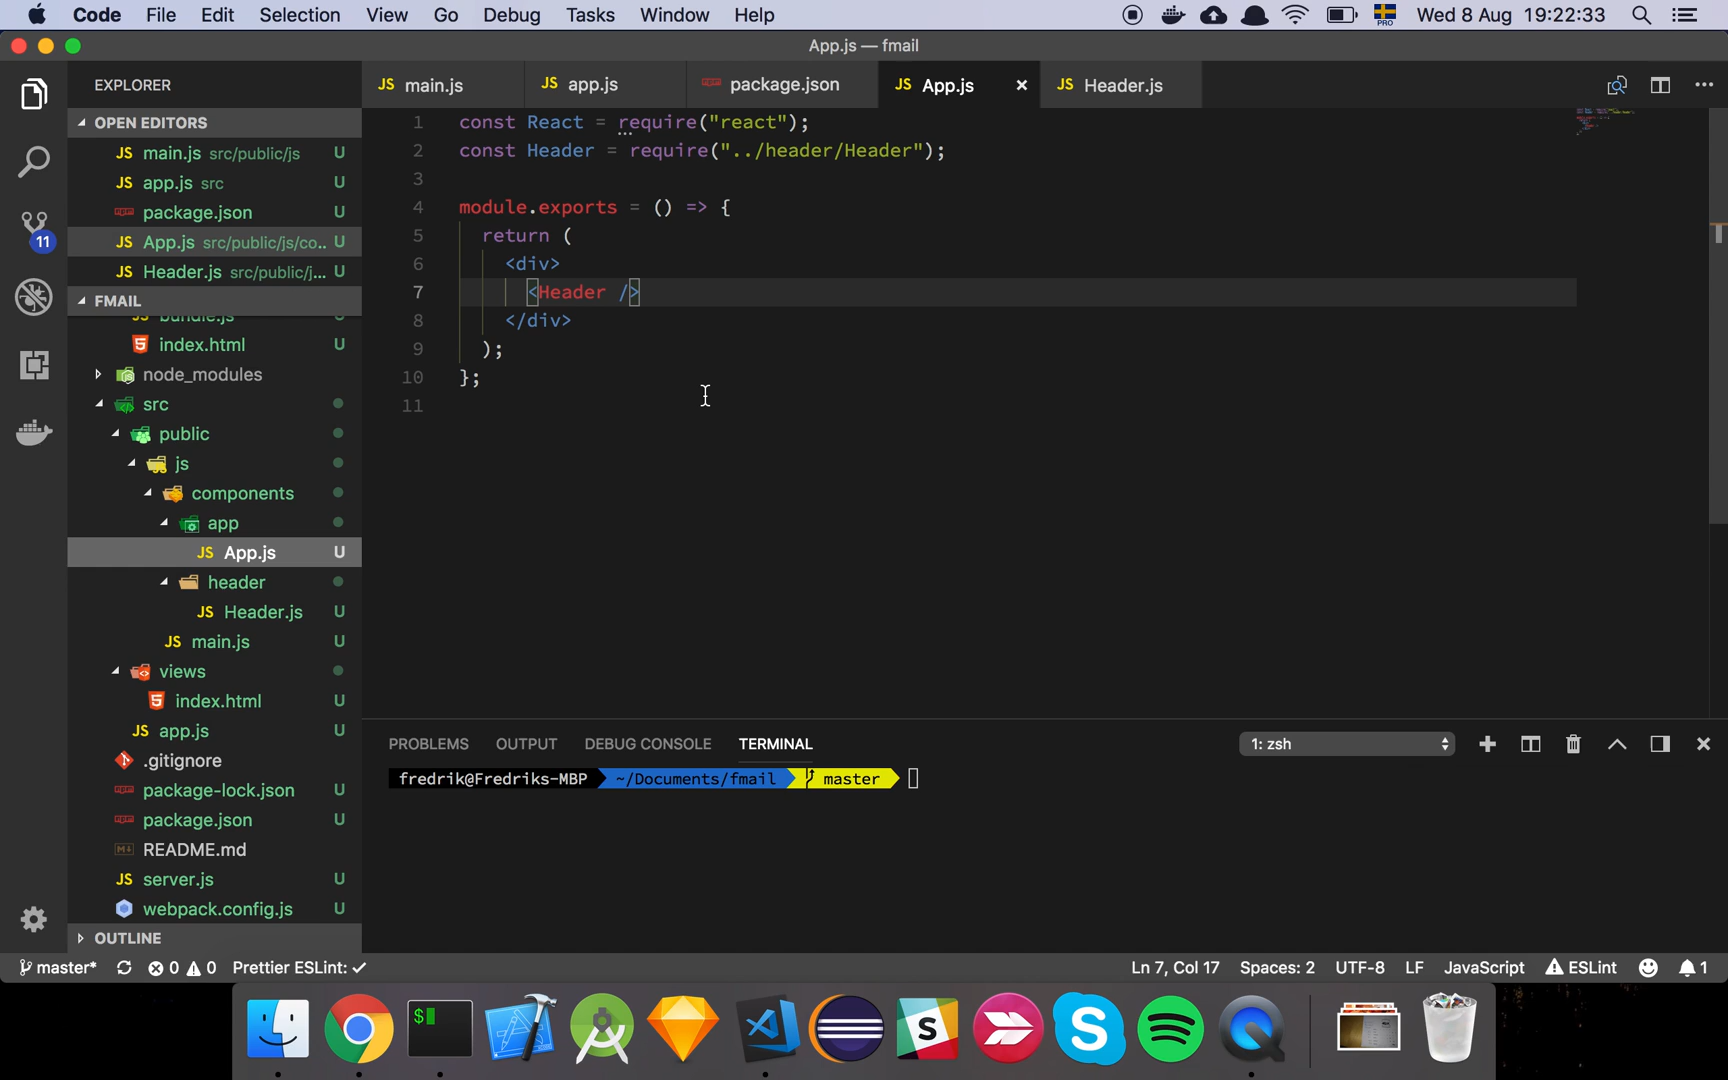 Code File Edit Selection View Go Debug Tasks Window Help PRO Wed 8 Aug 19:22:33
App.js — fmail
EXPLORER
JS main.js JS app.js package.json JS App.js × JS Header.js
OPEN EDITORS
JS main.js src/public/js U
JS app.js src U
package.json U
JS App.js src/public/js/co... U
JS Header.js src/public/j... U
FMAIL
JS bundle.js
index.html U
node_modules
src
public
js
components
app
JS App.js U
header
JS Header.js U
JS main.js U
views
index.html U
JS app.js U
.gitignore
package-lock.json U
package.json U
README.md
JS server.js U
webpack.config.js U
OUTLINE
11
1 const React = require("react");
2 const Header = require("../header/Header");
3
4 module.exports = () => {
5 return (
6 <div>
7 <Header />
8 </div>
9 );
10 };
11
PROBLEMS OUTPUT DEBUG CONSOLE TERMINAL 1: zsh
fredrik@Fredriks-MBP ~/Documents/fmail master
master* 0 0 Prettier ESLint: ✓ Ln 7, Col 17 Spaces: 2 UTF-8 LF JavaScript ESLint 1
$
S